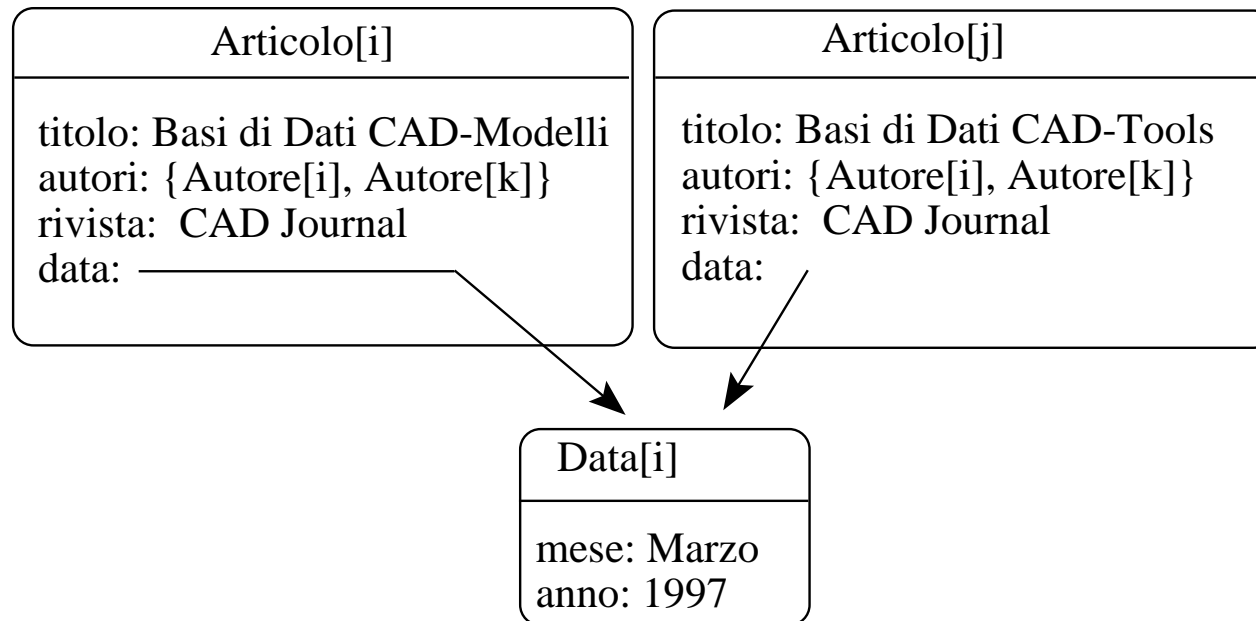 Articolo[i]
titolo: Basi di Dati CAD-Modelli
autori: {Autore[i], Autore[k]}
rivista:  CAD Journal
data:
Articolo[j]
titolo: Basi di Dati CAD-Tools
autori: {Autore[i], Autore[k]}
rivista:  CAD Journal
data:
Data[i]
mese: Marzo
anno: 1997